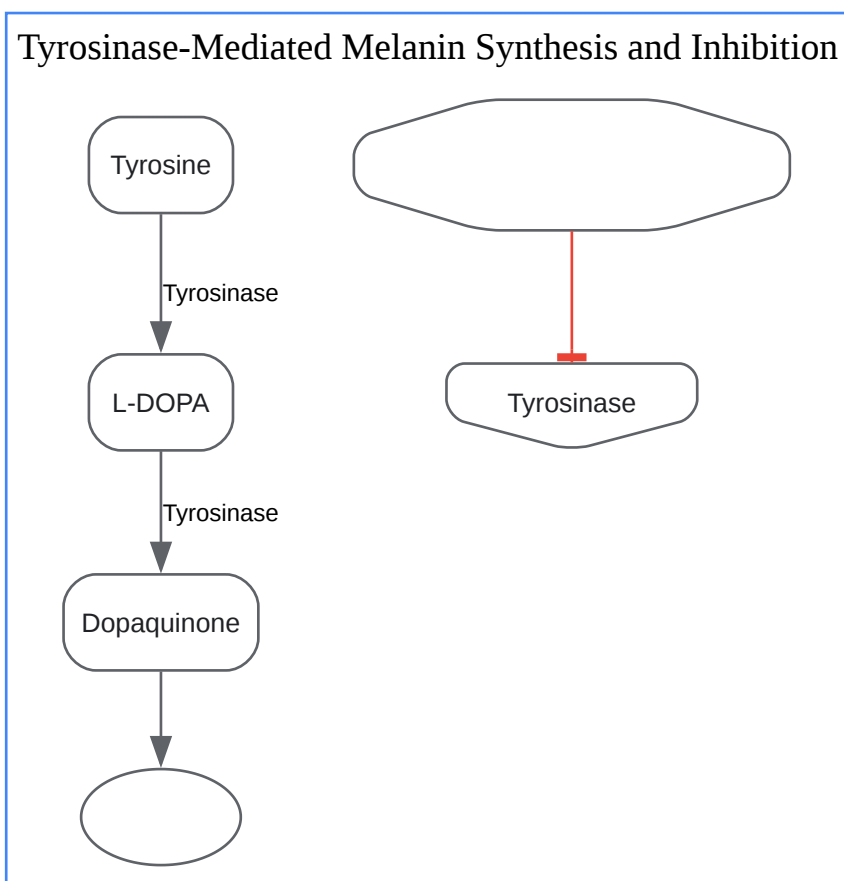 Tyrosinase-Mediated Melanin Synthesis and Inhibition
Tyrosine
Tyrosinase
L-DOPA
Tyrosinase
Tyrosinase
Dopaquinone